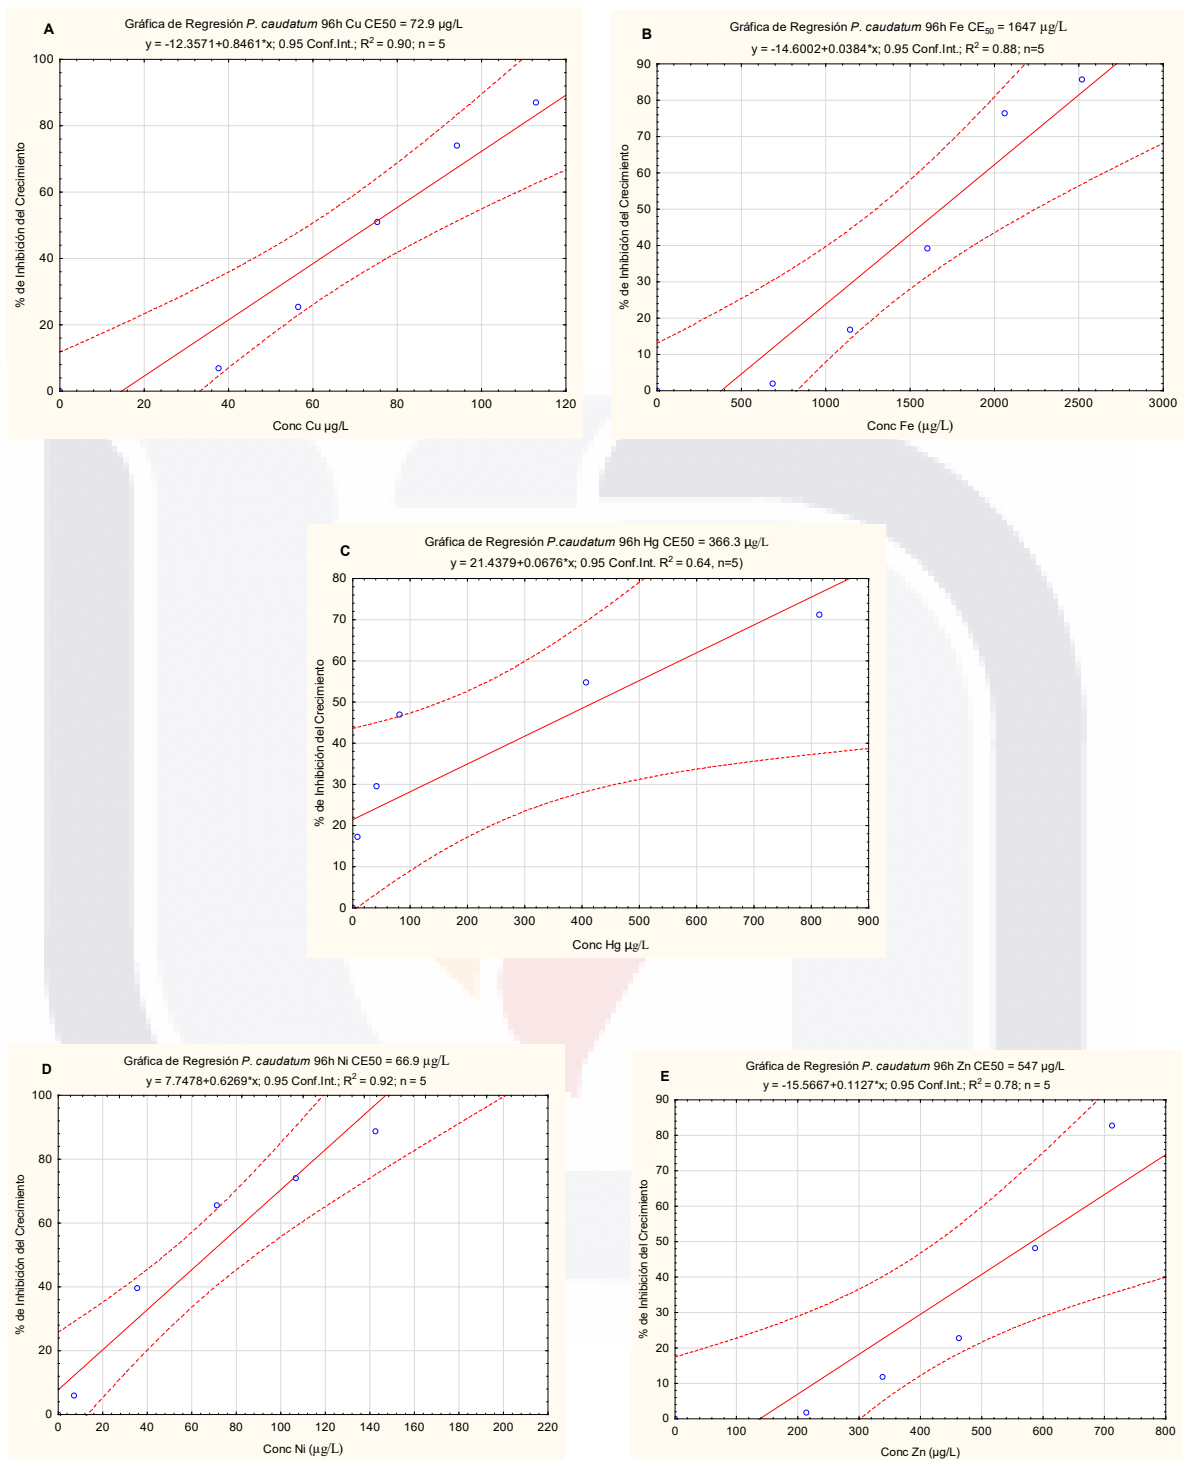 A
Gráfica de Regresión P. caudatum 96h Cu CE50 = 72.9 µg/L
y = -12.3571+0.8461*x; 0.95 Conf.Int.; R² = 0.90; n = 5
100
80
60
40
20
0
% de Inhibición del Crecimiento
0 20 40 60 80 100 120
Conc Cu µg/L
B
Gráfica de Regresión P. caudatum 96h Fe CE₅₀ = 1647 µg/L
y = -14.6002+0.0384*x; 0.95 Conf.Int.; R² = 0.88; n=5
90
80
70
60
50
40
30
20
10
0
% de Inhibición del Crecimiento
0 500 1000 1500 2000 2500 3000
Conc Fe (µg/L)
C
Gráfica de Regresión P.caudatum 96h Hg CE50 = 366.3 µg/L
y = 21.4379+0.0676*x; 0.95 Conf.Int. R² = 0.64, n=5)
80
70
60
50
40
30
20
10
0
% de Inhibición del Crecimiento
0 100 200 300 400 500 600 700 800 900
Conc Hg µg/L
D
Gráfica de Regresión P. caudatum 96h Ni CE50 = 66.9 µg/L
y = 7.7478+0.6269*x; 0.95 Conf.Int.; R² = 0.92; n = 5
100
80
60
40
20
0
% de Inhibición del Crecimiento
0 20 40 60 80 100 120 140 160 180 200 220
Conc Ni (µg/L)
E
Gráfica de Regresión P. caudatum 96h Zn CE50 = 547 µg/L
y = -15.5667+0.1127*x; 0.95 Conf.Int.; R² = 0.78; n = 5
90
80
70
60
50
40
30
20
10
0
% de Inhibición del Crecimiento
0 100 200 300 400 500 600 700 800
Conc Zn (µg/L)